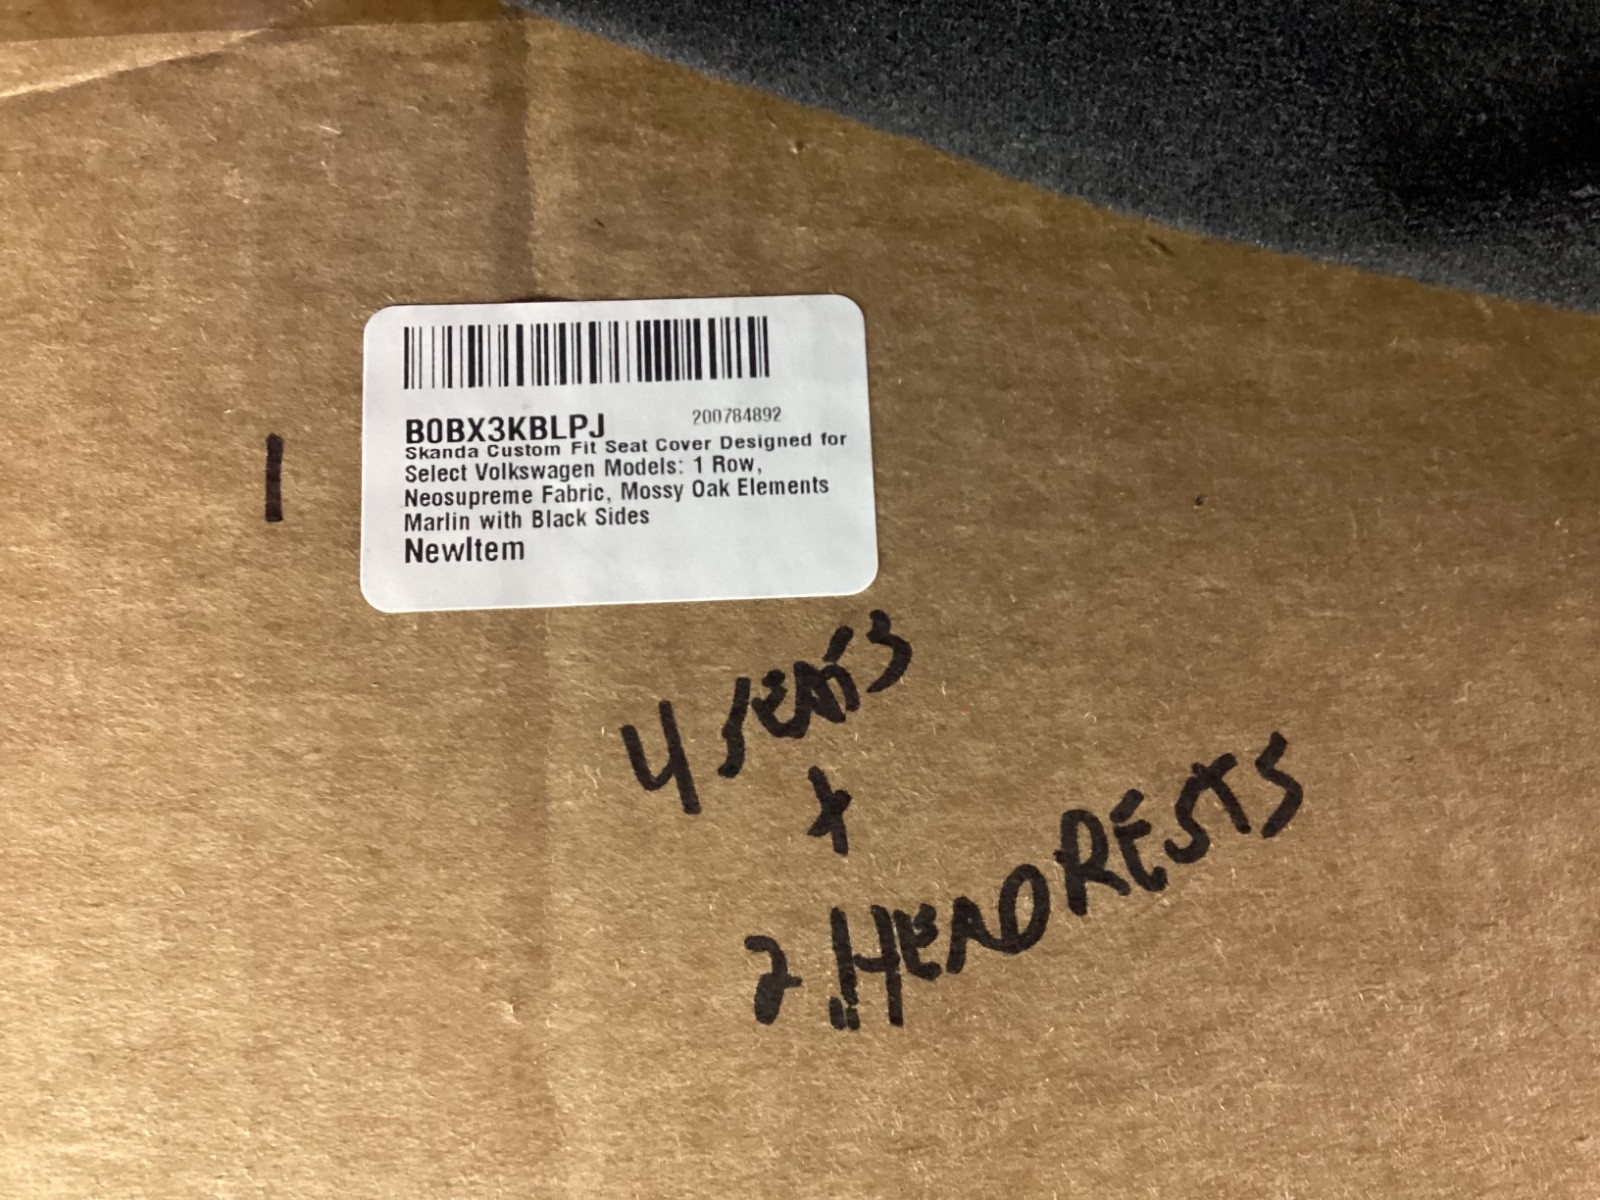 B0BX3KBLPJ 200784892
Skanda Custom Fit Seat Cover Designed for
Select Volkswagen Models: 1 Row,
Neosupreme Fabric, Mossy Oak Elements
Marlin with Black Sides
NewItem
1
4 SEATS
+
2 HEADRESTS